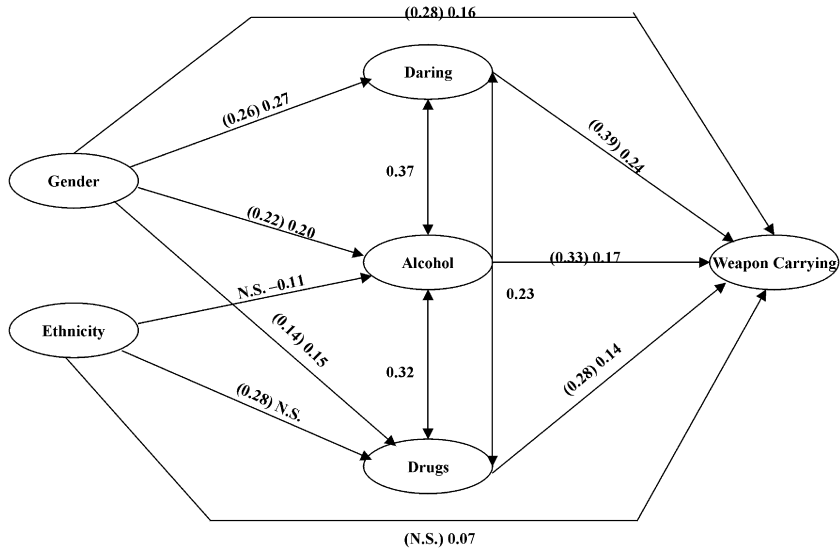 (0.28) 0.16
Daring
(0.26) 0.27
(0.39) 0.24
0.37
Gender
(0.22) 0.20
Alcohol
(0.33) 0.17
Weapon Carrying
N.S. –0.11
0.23
Ethnicity
(0.14) 0.15
0.32
(0.28) 0.14
(0.28) N.S.
Drugs
(N.S.) 0.07